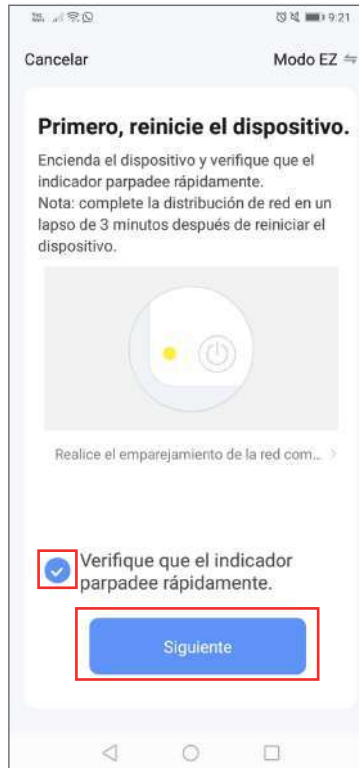 9:21
Cancelar
Modo EZ
Primero, reinicie el dispositivo.
Encienda el dispositivo y verifique que el
indicador parpadee rápidamente.
Nota: complete la distribución de red en un
lapso de 3 minutos después de reiniciar el
dispositivo.
Realice el emparejamiento de la red com...
Verifique que el indicador
parpadee rápidamente.
Siguiente